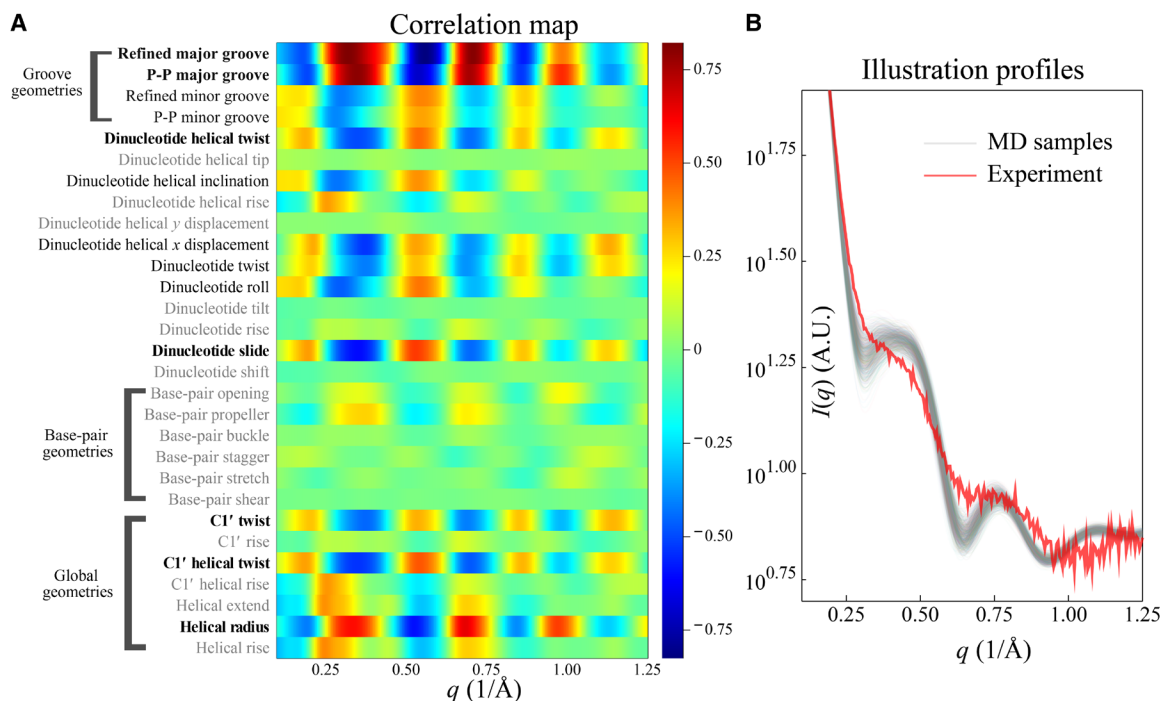 A
Correlation map
Groove
geometries
Refined major groove
P-P major groove
Refined minor groove
P-P minor groove
Dinucleotide helical twist
Dinucleotide helical tip
Dinucleotide helical inclination
Dinucleotide helical rise
Dinucleotide helical y displacement
Dinucleotide helical x displacement
Dinucleotide twist
Dinucleotide roll
Dinucleotide tilt
Dinucleotide rise
Dinucleotide slide
Dinucleotide shift
Base-pair
geometries
Base-pair opening
Base-pair propeller
Base-pair buckle
Base-pair stagger
Base-pair stretch
Base-pair shear
Global
geometries
C1′ twist
C1′ rise
C1′ helical twist
C1′ helical rise
Helical extend
Helical radius
Helical rise
0.25 0.50 0.75 1.00 1.25
q (1/Å)
0.75
0.50
0.25
0
−0.25
−0.50
−0.75
B
Illustration profiles
MD samples
Experiment
10^1.75
10^1.50
10^1.25
10^1.00
10^0.75
I(q) (A.U.)
0.25 0.50 0.75 1.00 1.25
q (1/Å)